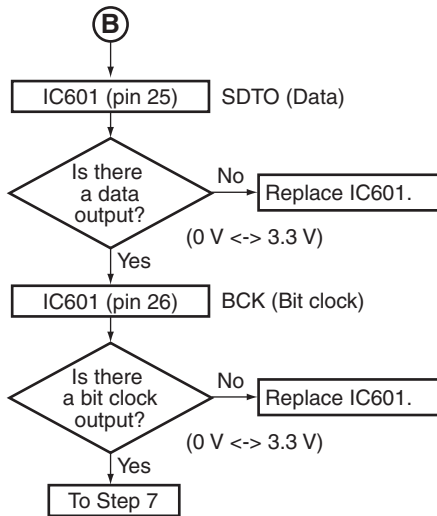 B
IC601 (pin 25) SDTO (Data)
Is there
a data
output?
No
Replace IC601.
(0 V <-> 3.3 V)
Yes
IC601 (pin 26) BCK (Bit clock)
Is there
a bit clock
output?
No
Replace IC601.
(0 V <-> 3.3 V)
Yes
To Step 7